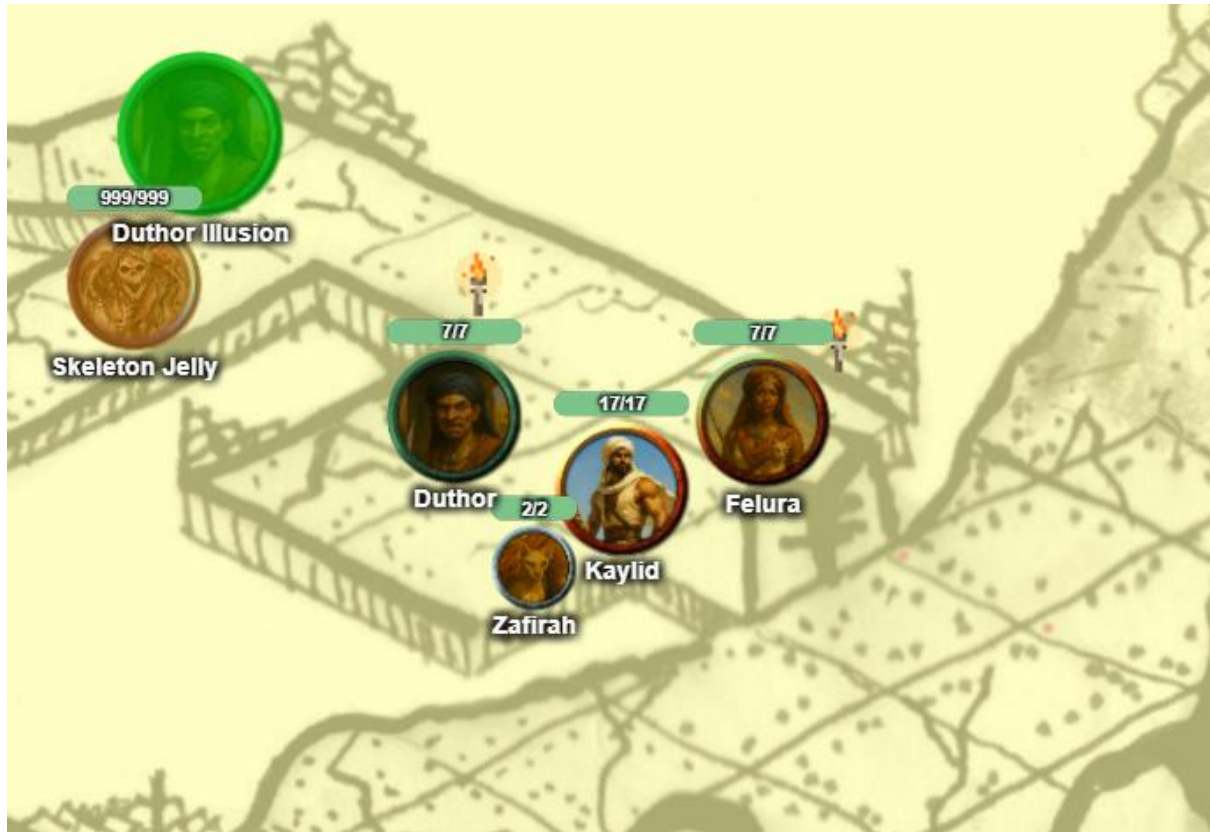 999/999
Duthor Illusion
Skeleton Jelly
7/7
Duthor
17/17
Kaylid
7/7
Felura
2/2
Zafirah